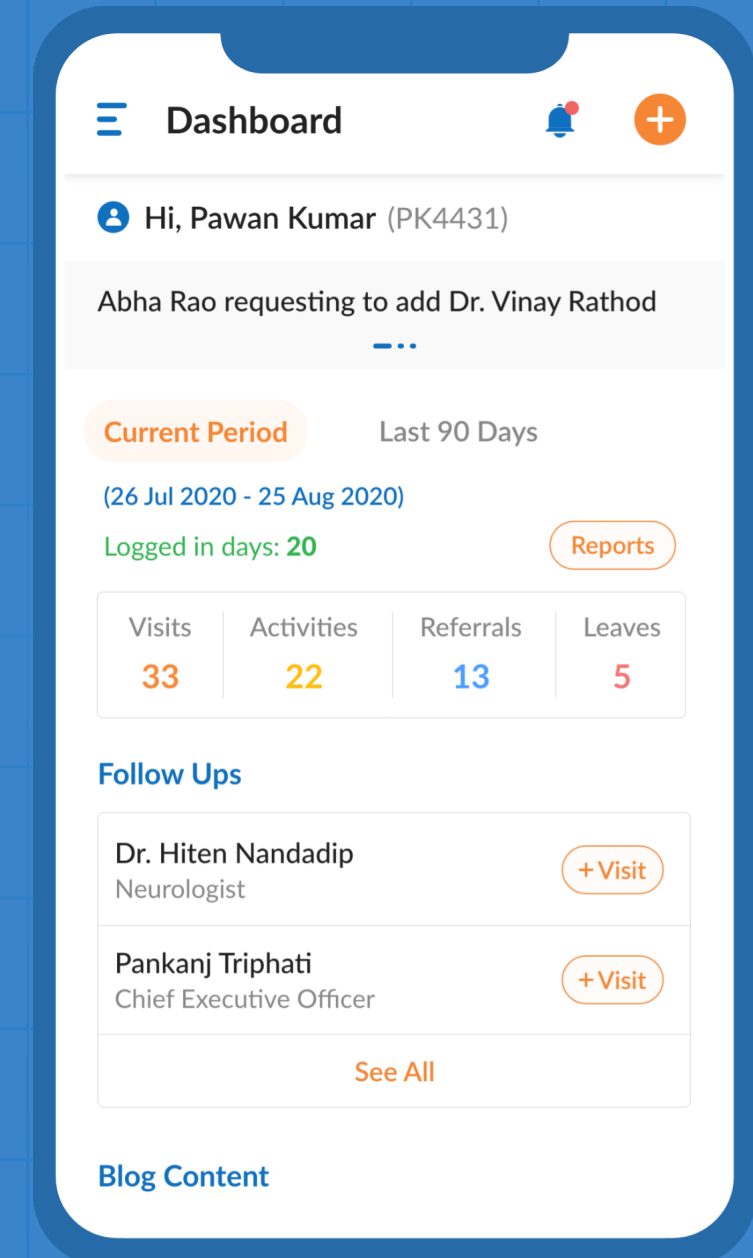 Dashboard
Hi, Pawan Kumar (PK4431)
Abha Rao requesting to add Dr. Vinay Rathod
Current Period Last 90 Days
(26 Jul 2020 - 25 Aug 2020)
Logged in days: 20 Reports
Visits Activities Referrals Leaves
33 22 13 5
Follow Ups
Dr. Hiten Nandadip
Neurologist
+ Visit
Pankanj Triphati
Chief Executive Officer
+ Visit
See All
Blog Content